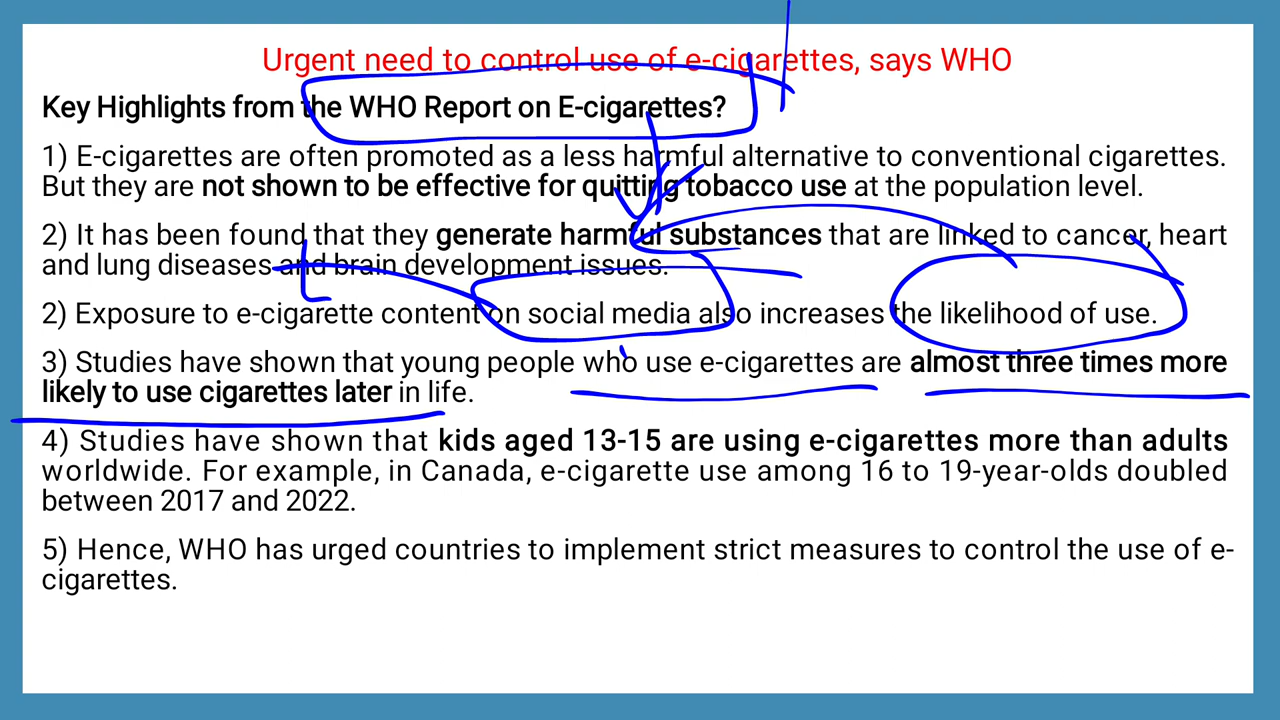 Urgent need to control use of e-cigarettes, says WHO
Key Highlights from the WHO Report on E-cigarettes?
1) E-cigarettes are often promoted as a less harmful alternative to conventional cigarettes.
But they are not shown to be effective for quitting tobacco use at the population level.
2) It has been found that they generate harmful substances that are linked to cancer, heart
and lung diseases and brain development issues.
2) Exposure to e-cigarette content on social media also increases the likelihood of use.
3) Studies have shown that young people who use e-cigarettes are almost three times more
likely to use cigarettes later in life.
4) Studies have shown that kids aged 13-15 are using e-cigarettes more than adults
worldwide. For example, in Canada, e-cigarette use among 16 to 19-year-olds doubled
between 2017 and 2022.
5) Hence, WHO has urged countries to implement strict measures to control the use of e-
cigarettes.